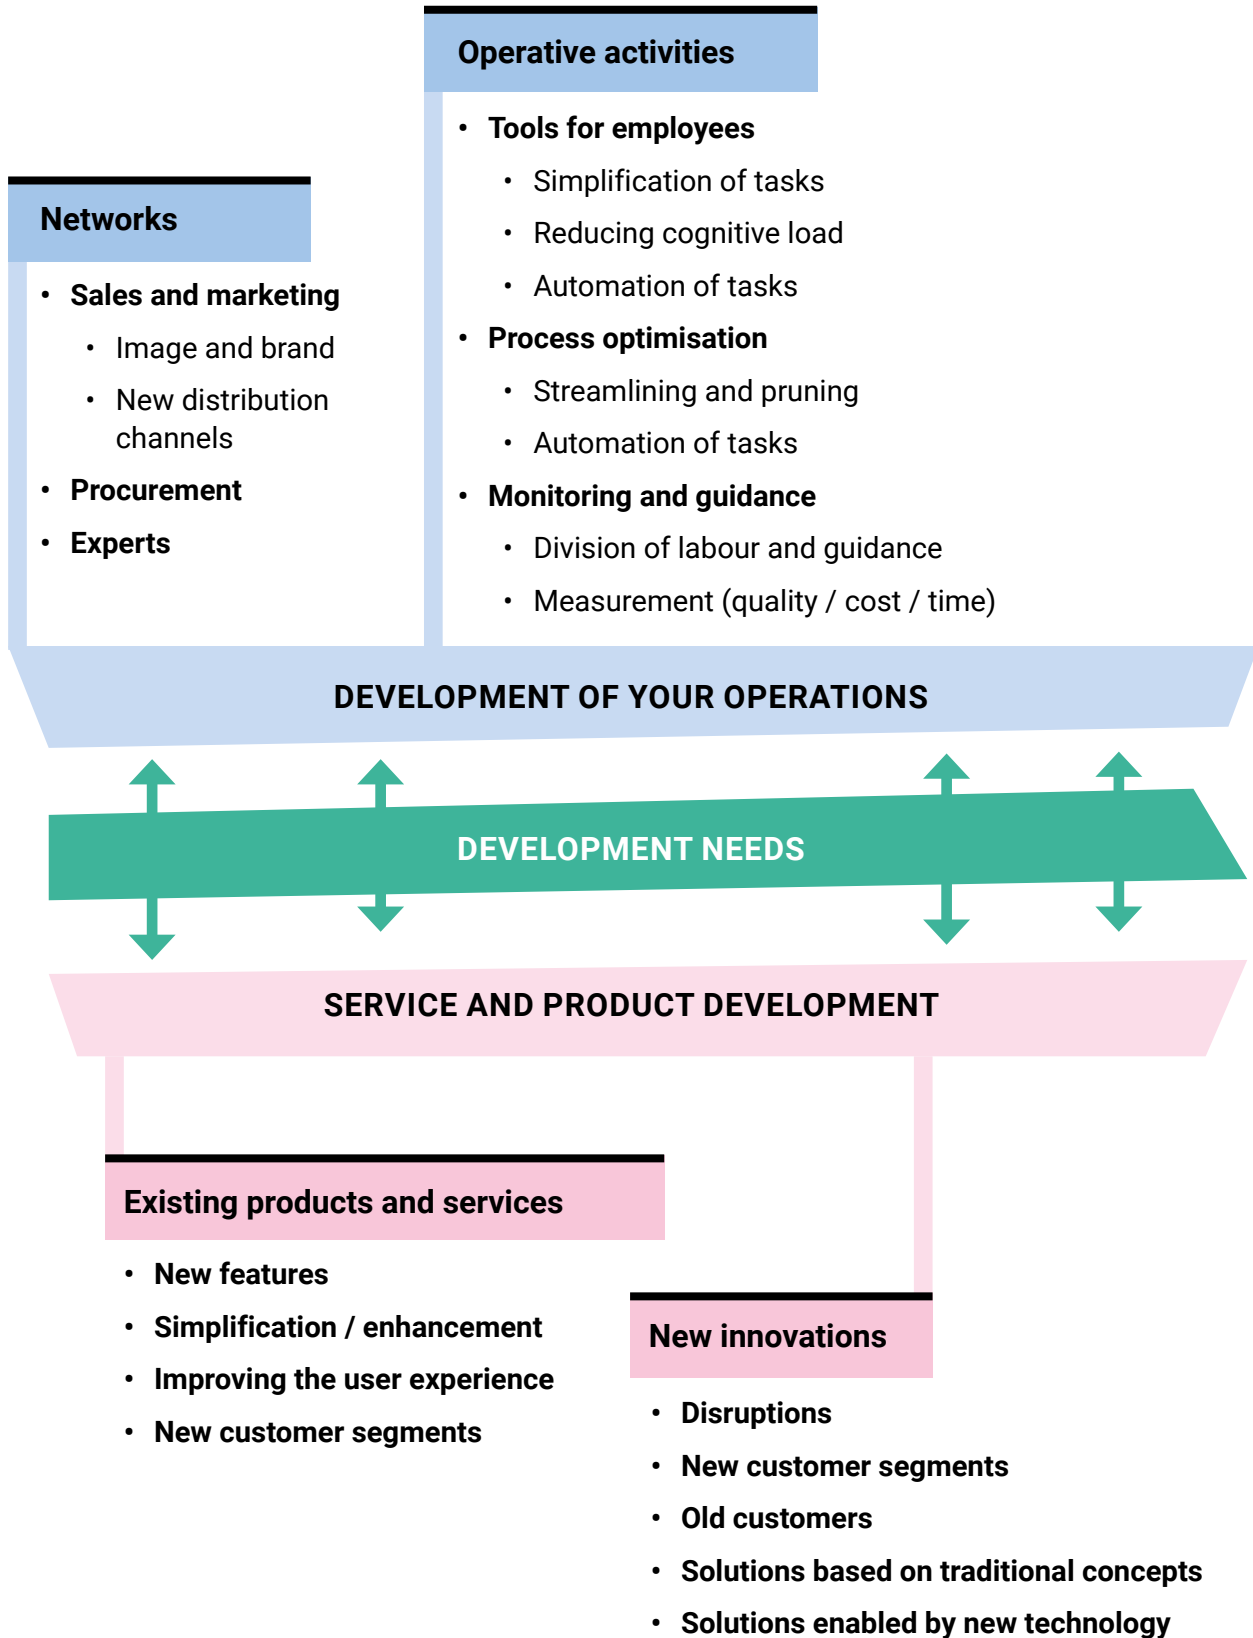 Operative activities
• Tools for employees
• Simplification of tasks
• Reducing cognitive load
• Automation of tasks
• Process optimisation
• Streamlining and pruning
• Automation of tasks
• Monitoring and guidance
• Division of labour and guidance
• Measurement (quality / cost / time)
Networks
• Sales and marketing
• Image and brand
• New distribution
channels
• Procurement
• Experts
DEVELOPMENT OF YOUR OPERATIONS
DEVELOPMENT NEEDS
SERVICE AND PRODUCT DEVELOPMENT
Existing products and services
• New features
• Simplification / enhancement
• Improving the user experience
• New customer segments
New innovations
• Disruptions
• New customer segments
• Old customers
• Solutions based on traditional concepts
• Solutions enabled by new technology